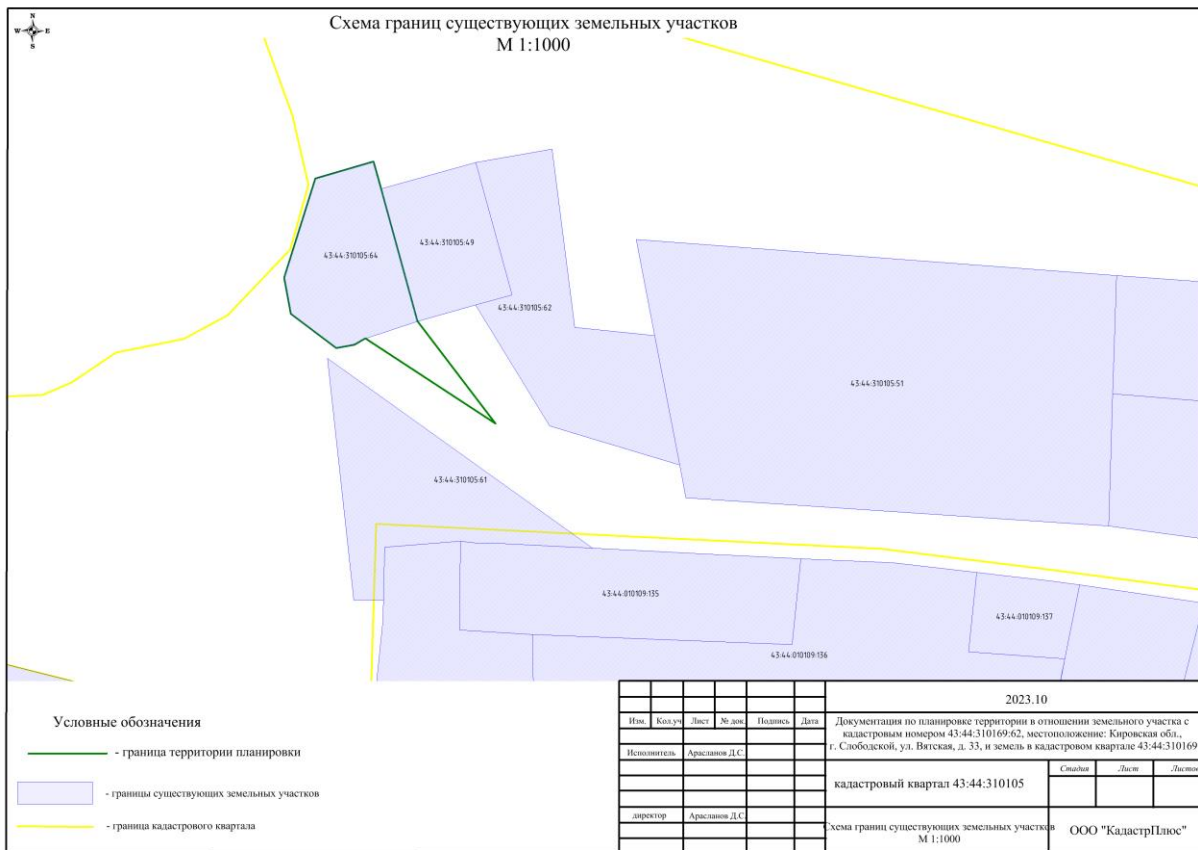 Схема границ существующих земельных участков
М 1:1000
N
W E
S
43:44:310105:64
43:44:310105:49
43:44:310105:62
43:44:310105:51
43:44:310105:61
43:44:010109:135
43:44:010109:137
43:44:010109:136
Условные обозначения
- граница территории планировки
- границы существующих земельных участков
- граница кадастрового квартала
2023.10
Изм. Кол.уч Лист № док. Подпись Дата
Документация по планировке территории в отношении земельного участка с
кадастровым номером 43:44:310169:62, местоположение: Кировская обл.,
г. Слободской, ул. Вятская, д. 33, и земель в кадастровом квартале 43:44:310169
Исполнитель Арасланов Д.С.
кадастровый квартал 43:44:310105
Стадия Лист Листов
директор Арасланов Д.С.
Схема границ существующих земельных участков
М 1:1000
ООО "КадастрПлюс"